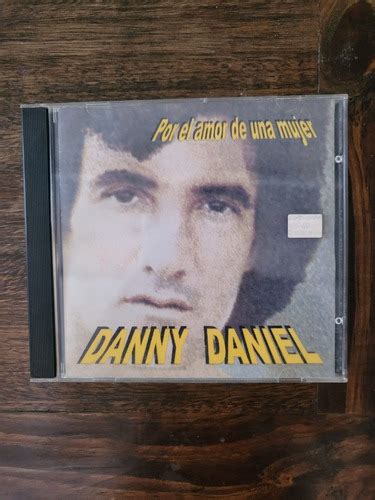 Por el amor de una mujer
DANNY DANIEL